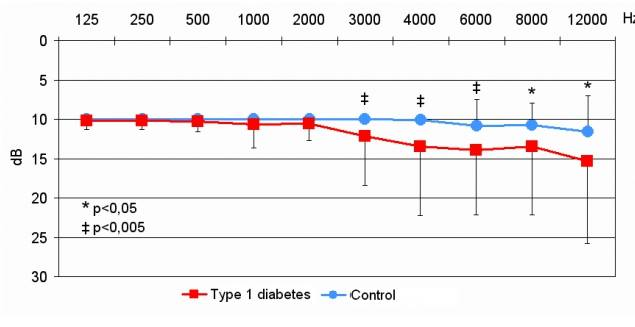 125 250 500 1000 2000 3000 4000 6000 8000 12000 Hz
0
5
10
15
20
25
30
dB
‡ ‡ ‡ * *
* p<0,05
‡ p<0,005
Type 1 diabetes Control